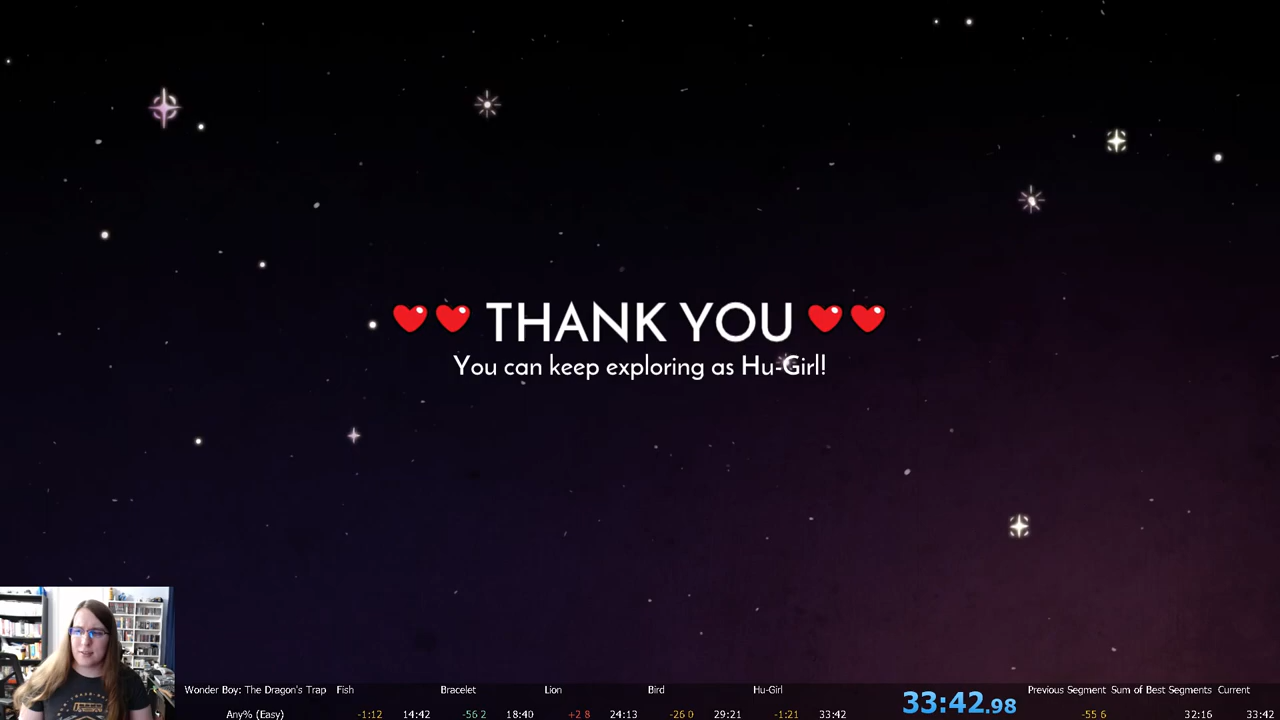 THANK YOU
You can keep exploring as Hu-Girl!
Wonder Boy: The Dragon's Trap Fish Bracelet Lion Bird Hu-Girl 33:42.98 Previous Segment Sum of Best Segments Current
Any% (Easy) -1:12 14:42 -56.2 18:40 +2.8 24:13 -26.0 29:21 -1:21 33:42 -55.6 32:16 33:42